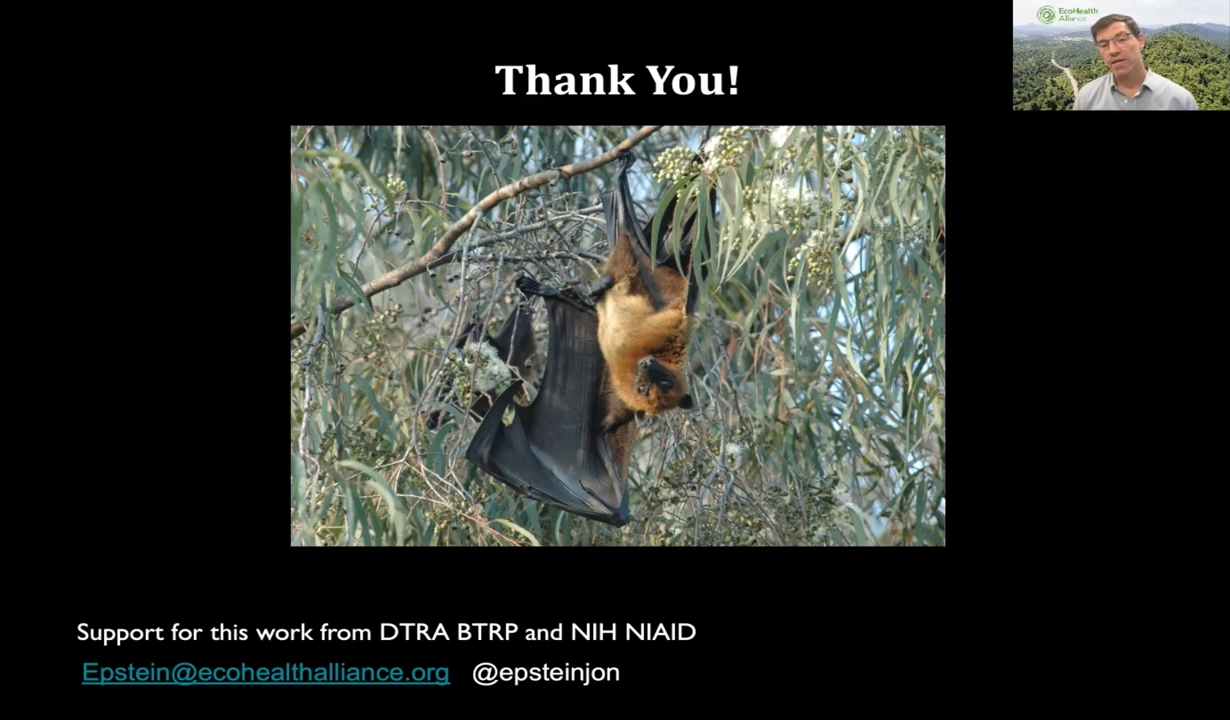 EcoHealth
Alliance
Thank You!
Support for this work from DTRA BTRP and NIH NIAID
Epstein@ecohealthalliance.org @epsteinjon